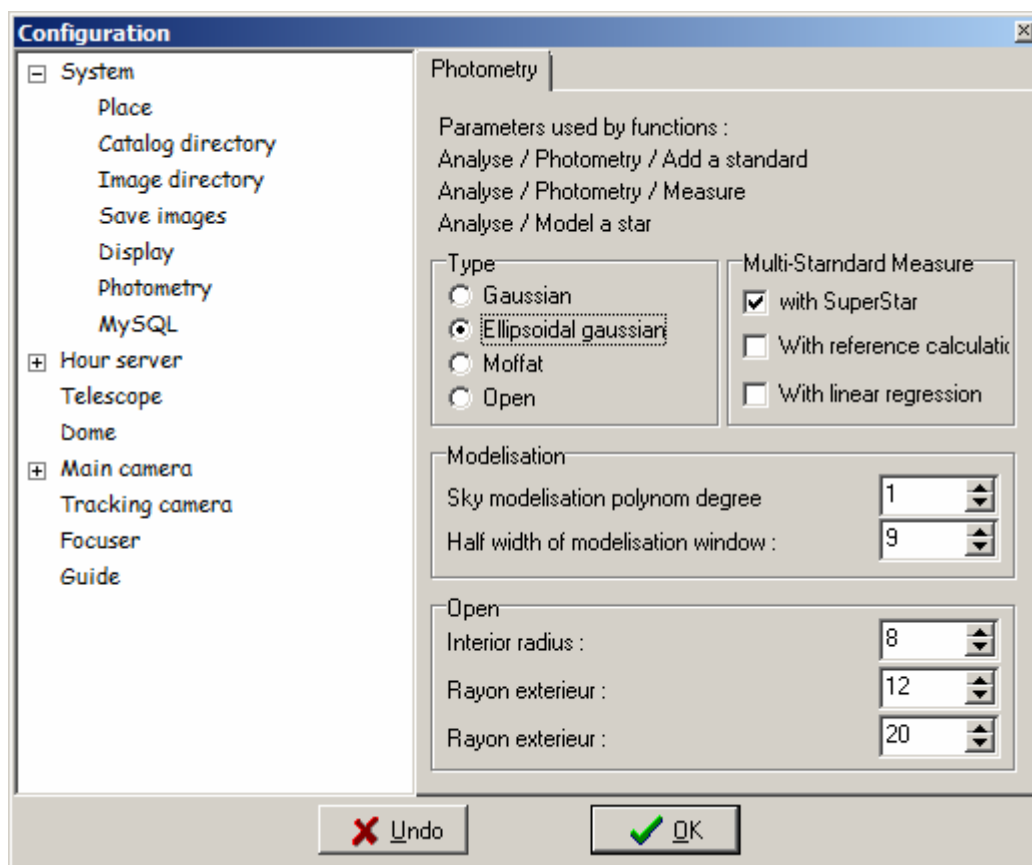 Configuration
System
Place
Catalog directory
Image directory
Save images
Display
Photometry
MySQL
Hour server
Telescope
Dome
Main camera
Tracking camera
Focuser
Guide
Photometry
Parameters used by functions :
Analyse / Photometry / Add a standard
Analyse / Photometry / Measure
Analyse / Model a star
Type
Gaussian
Ellipsoidal gaussian
Moffat
Open
Multi-Starndard Measure
with SuperStar
With reference calculatic
With linear regression
Modelisation
Sky modelisation polynom degree 1
Half width of modelisation window : 9
Open
Interior radius : 8
Rayon exterieur : 12
Rayon exterieur : 20
Undo
OK